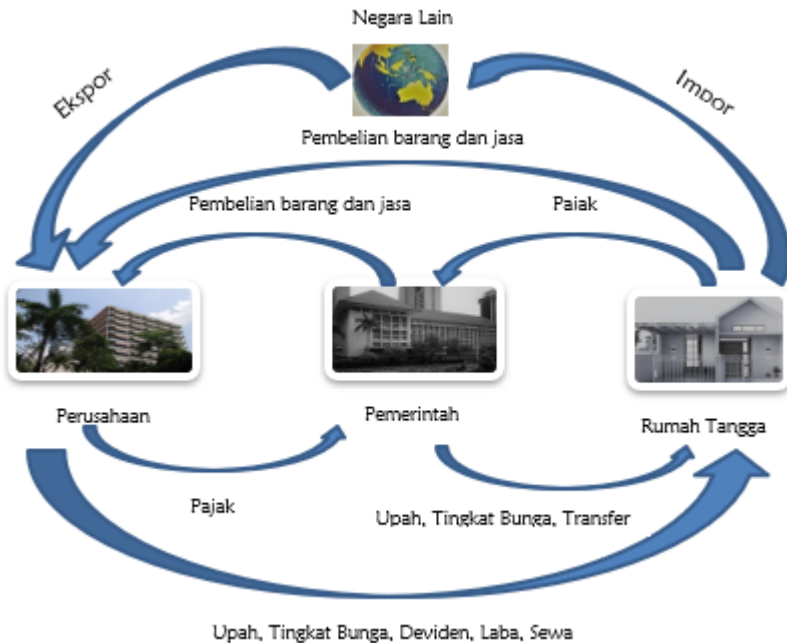 Negara Lain
Ekspor
Impor
Pembelian barang dan jasa
Pembelian barang dan jasa
Paiak
Perusahaan
Pemerintah
Rumah Tangga
Pajak
Upah, Tingkat Bunga, Transfer
Upah, Tingkat Bunga, Deviden, Laba, Sewa